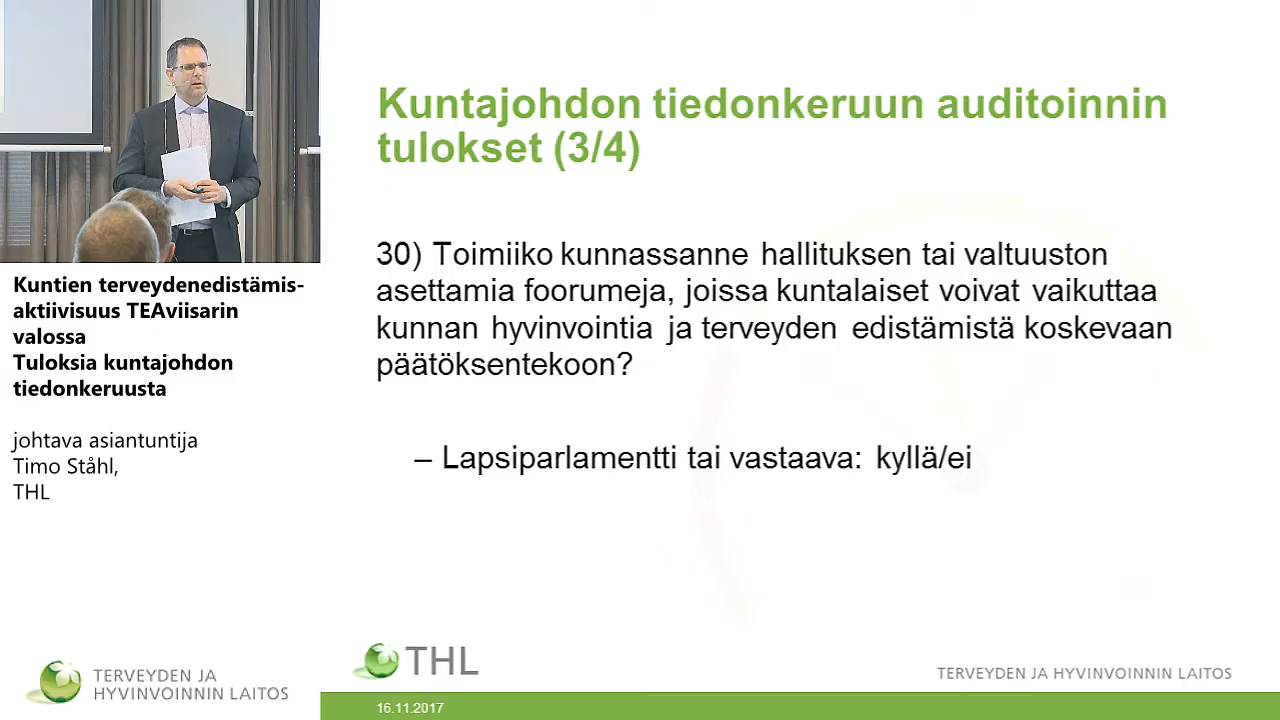 Kuntajohdon tiedonkeruun auditoinnin
tulokset (3/4)
30) Toimiiko kunnassanne hallituksen tai valtuuston
asettamia foorumeja, joissa kuntalaiset voivat vaikuttaa
kunnan hyvinvointia ja terveyden edistämistä koskevaan
päätöksentekoon?
– Lapsiparlamentti tai vastaava: kyllä/ei
Kuntien terveydenedistämis-
aktiivisuus TEAviisarin
valossa
Tuloksia kuntajohdon
tiedonkeruusta
johtava asiantuntija
Timo Ståhl,
THL
TERVEYDEN JA
HYVINVOINNIN LAITOS
THL
TERVEYDEN JA HYVINVOINNIN LAITOS
16.11.2017